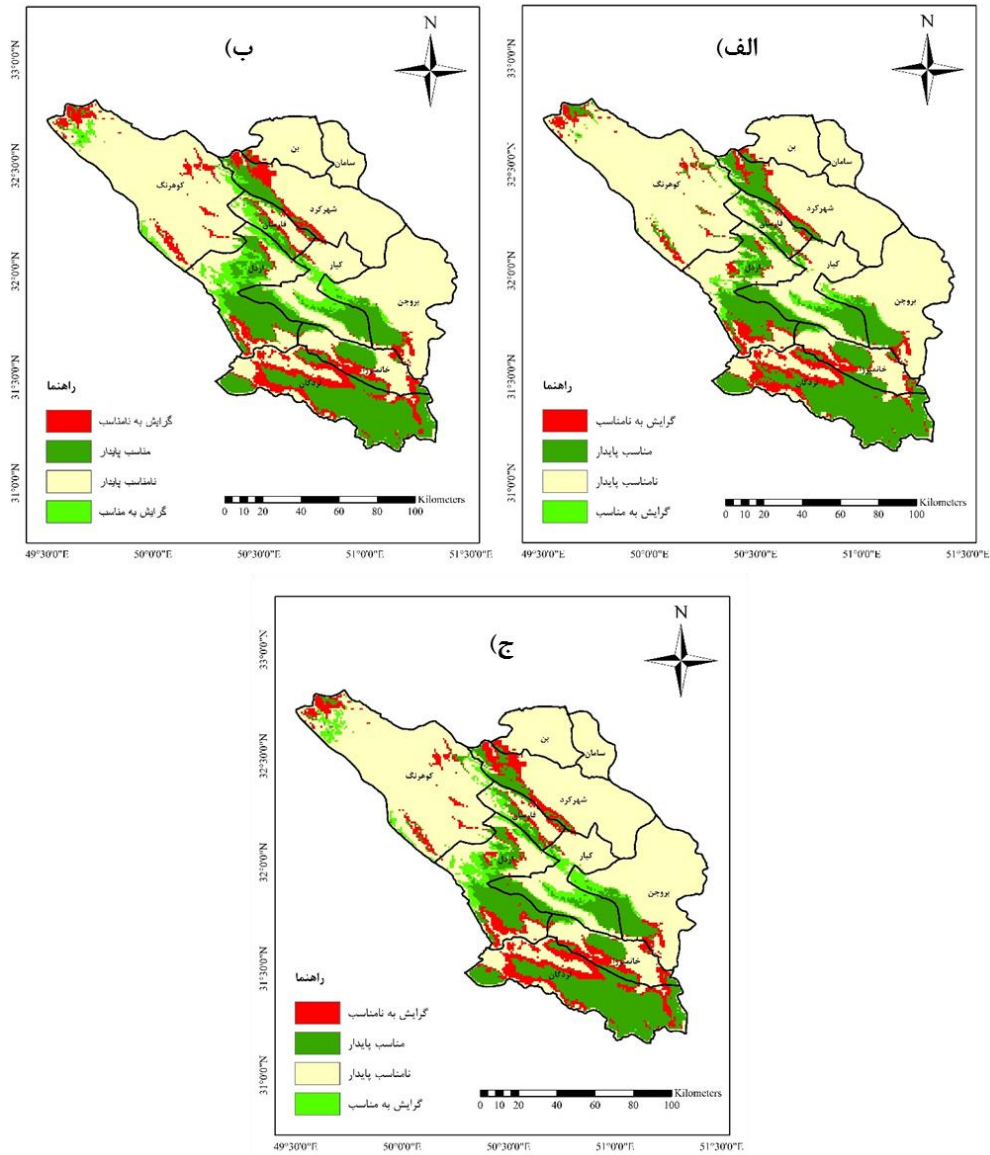 الف)
N
33°0'0"N
32°30'0"N
32°0'0"N
31°30'0"N
31°0'0"N
بن
سامان
کوهرنگ
شهرکرد
فارسان
کیار
اردل
بروجن
لردگان
راهنما
گرایش به نامناسب
مناسب پایدار
نامناسب پایدار
گرایش به مناسب
Kilometers
0 10 20 40 60 80 100
49°30'0"E 50°0'0"E 50°30'0"E 51°0'0"E 51°30'0"E
ب)
N
33°0'0"N
32°30'0"N
32°0'0"N
31°30'0"N
31°0'0"N
بن
سامان
کوهرنگ
شهرکرد
فارسان
کیار
اردل
بروجن
لردگان
راهنما
گرایش به نامناسب
مناسب پایدار
نامناسب پایدار
گرایش به مناسب
Kilometers
0 10 20 40 60 80 100
49°30'0"E 50°0'0"E 50°30'0"E 51°0'0"E 51°30'0"E
ج)
N
33°0'0"N
32°30'0"N
32°0'0"N
31°30'0"N
31°0'0"N
بن
سامان
کوهرنگ
شهرکرد
فارسان
کیار
اردل
بروجن
لردگان
راهنما
گرایش به نامناسب
مناسب پایدار
نامناسب پایدار
گرایش به مناسب
Kilometers
0 10 20 40 60 80 100
49°30'0"E 50°0'0"E 50°30'0"E 51°0'0"E 51°30'0"E